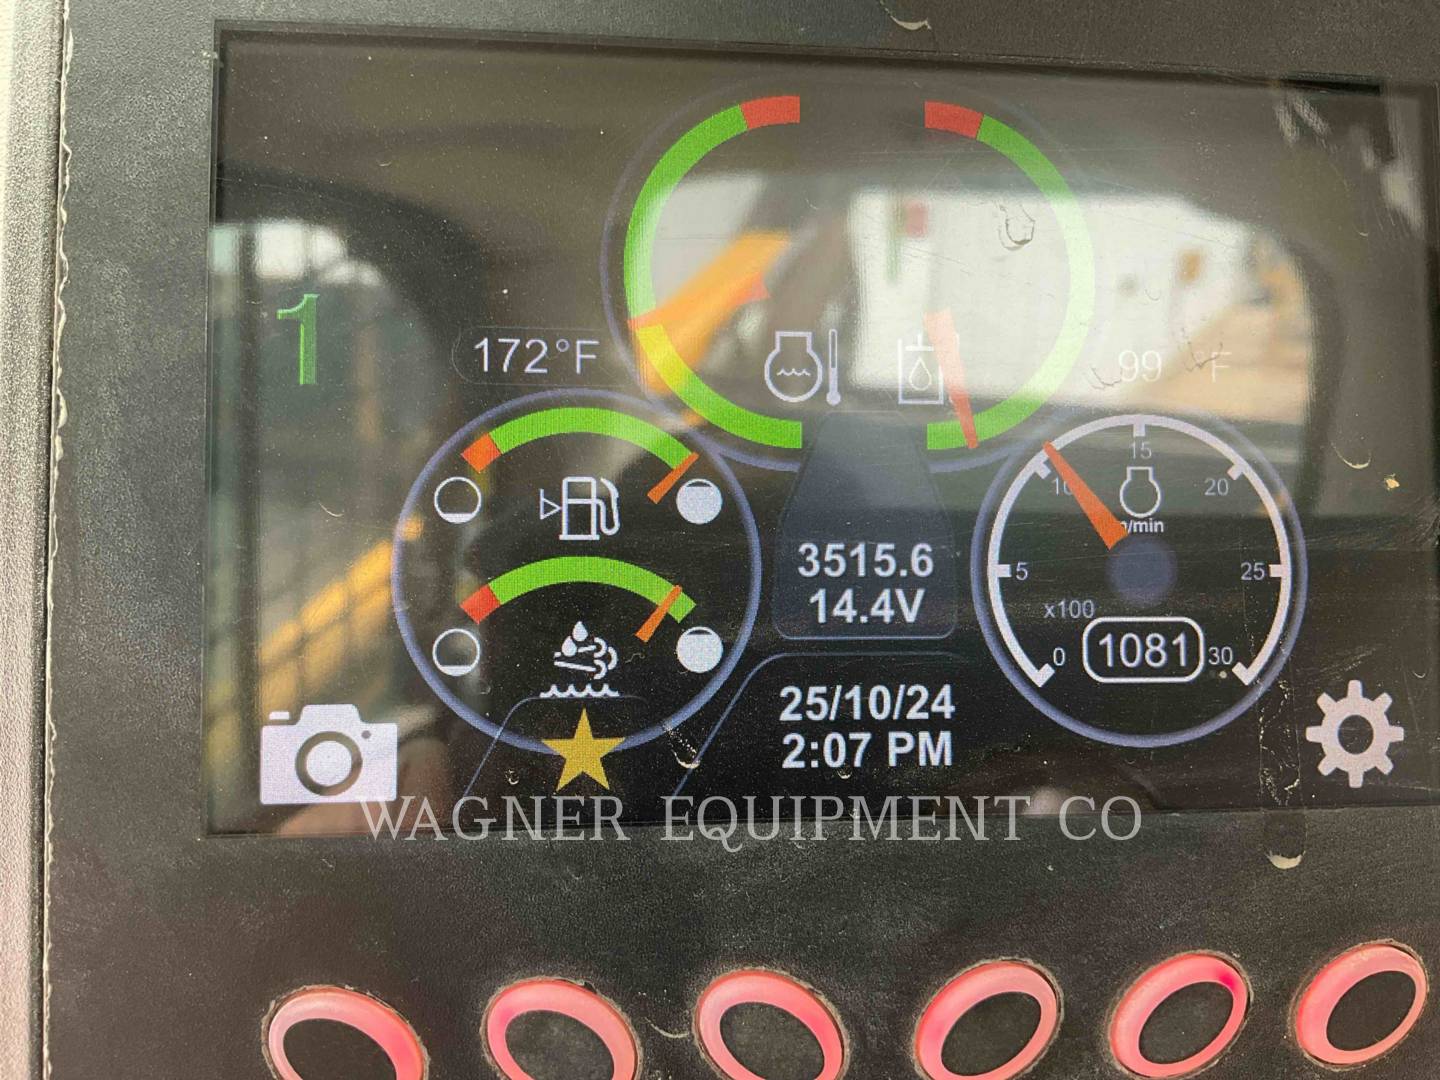 1
172°F
99 °F
15
10
20
/min
5
25
x100
0
1081
30
3515.6
14.4V
25/10/24
2:07 PM
WAGNER EQUIPMENT CO